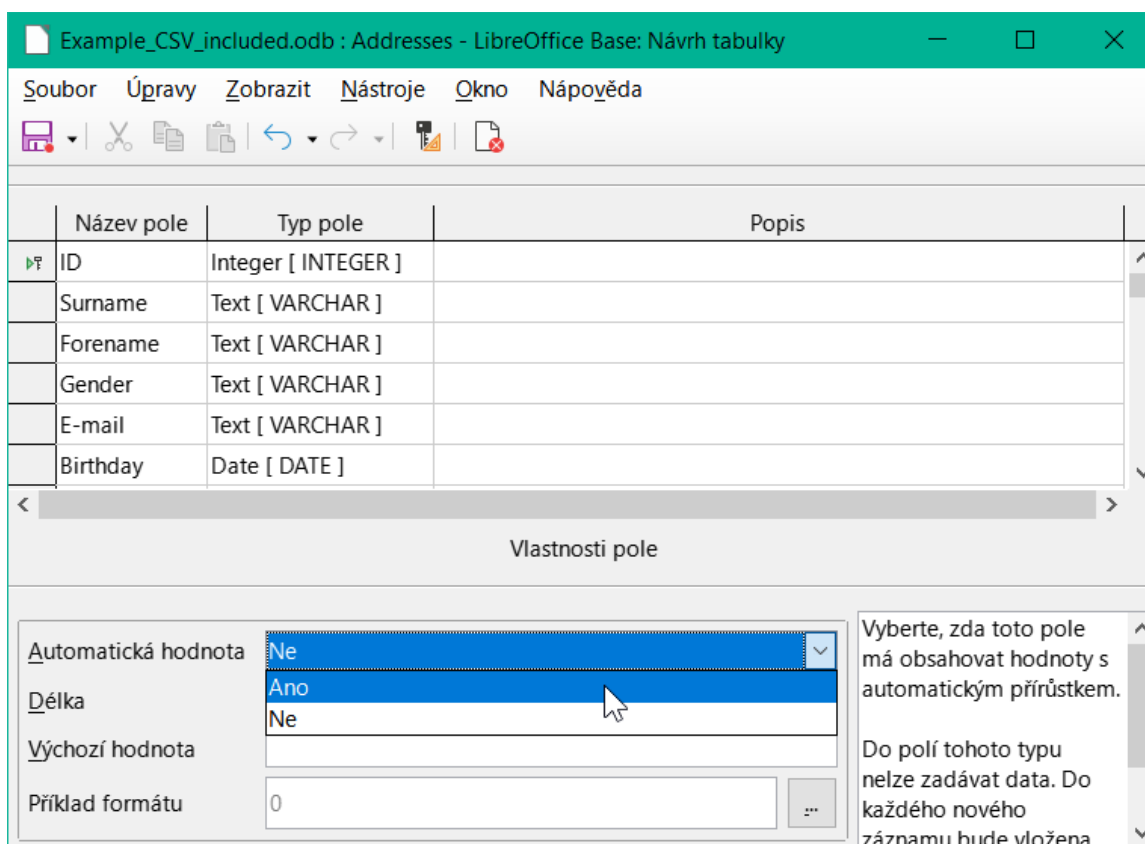 Example_CSV_included.odb : Addresses - LibreOffice Base: Návrh tabulky
Soubor Úpravy Zobrazit Nástroje Okno Nápověda
Název pole Typ pole Popis
ID Integer [ INTEGER ]
Surname Text [ VARCHAR ]
Forename Text [ VARCHAR ]
Gender Text [ VARCHAR ]
E-mail Text [ VARCHAR ]
Birthday Date [ DATE ]
Vlastnosti pole
Automatická hodnota Ne
Ano
Délka
Ne
Výchozí hodnota
Příklad formátu 0 ...
Vyberte, zda toto pole
má obsahovat hodnoty s
automatickým přírůstkem.
Do polí tohoto typu
nelze zadávat data. Do
každého nového
záznamu bude vložena